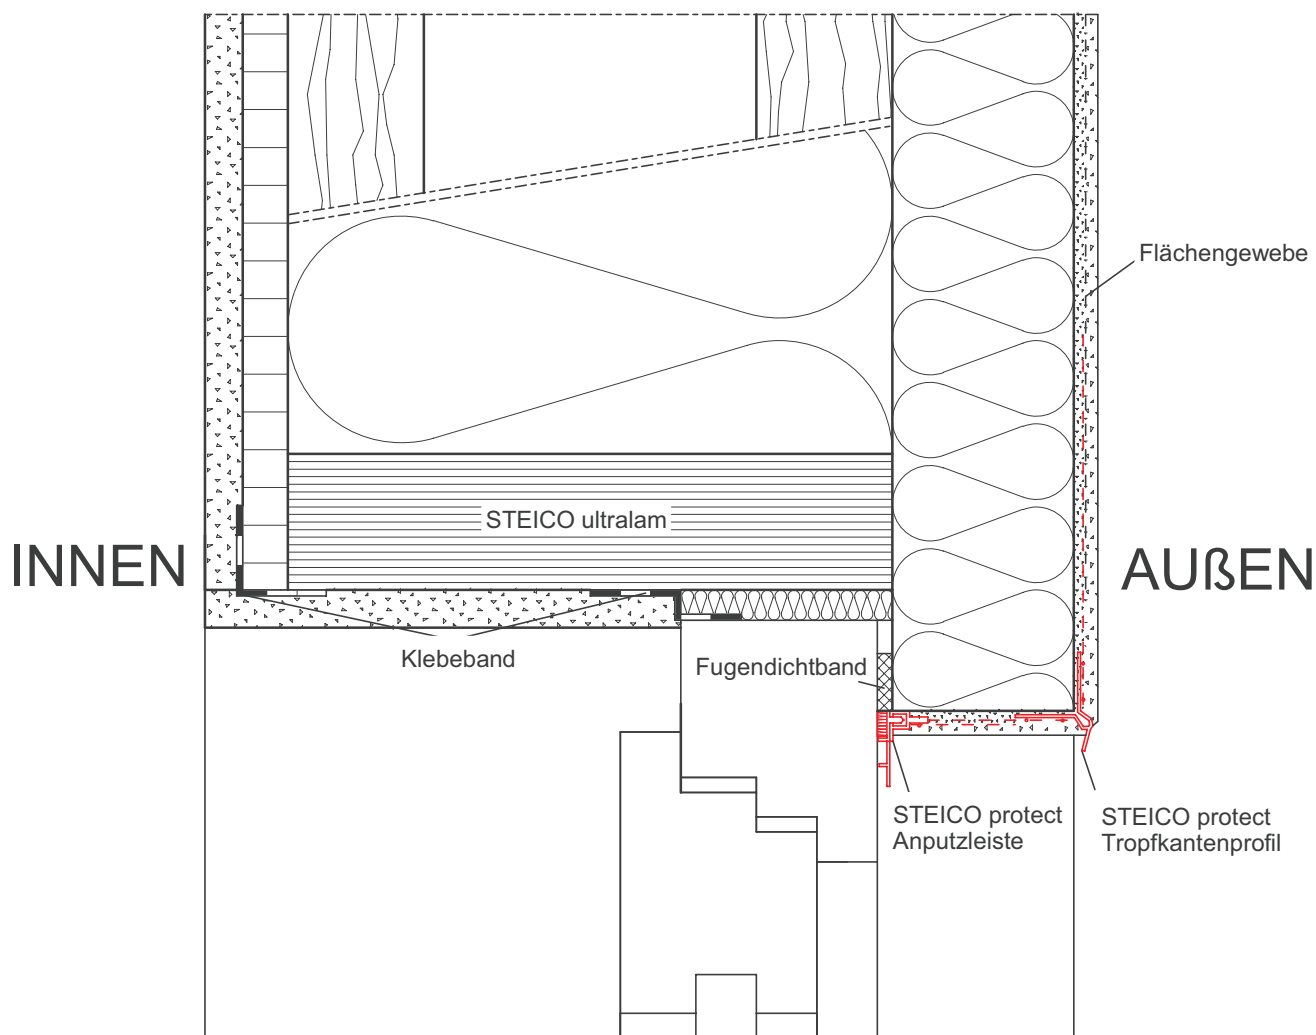 Flächengewebe
STEICO ultralam
INNEN
AUßEN
Klebeband
Fugendichtband
STEICO protect
Anputzleiste
STEICO protect
Tropfkantenprofil